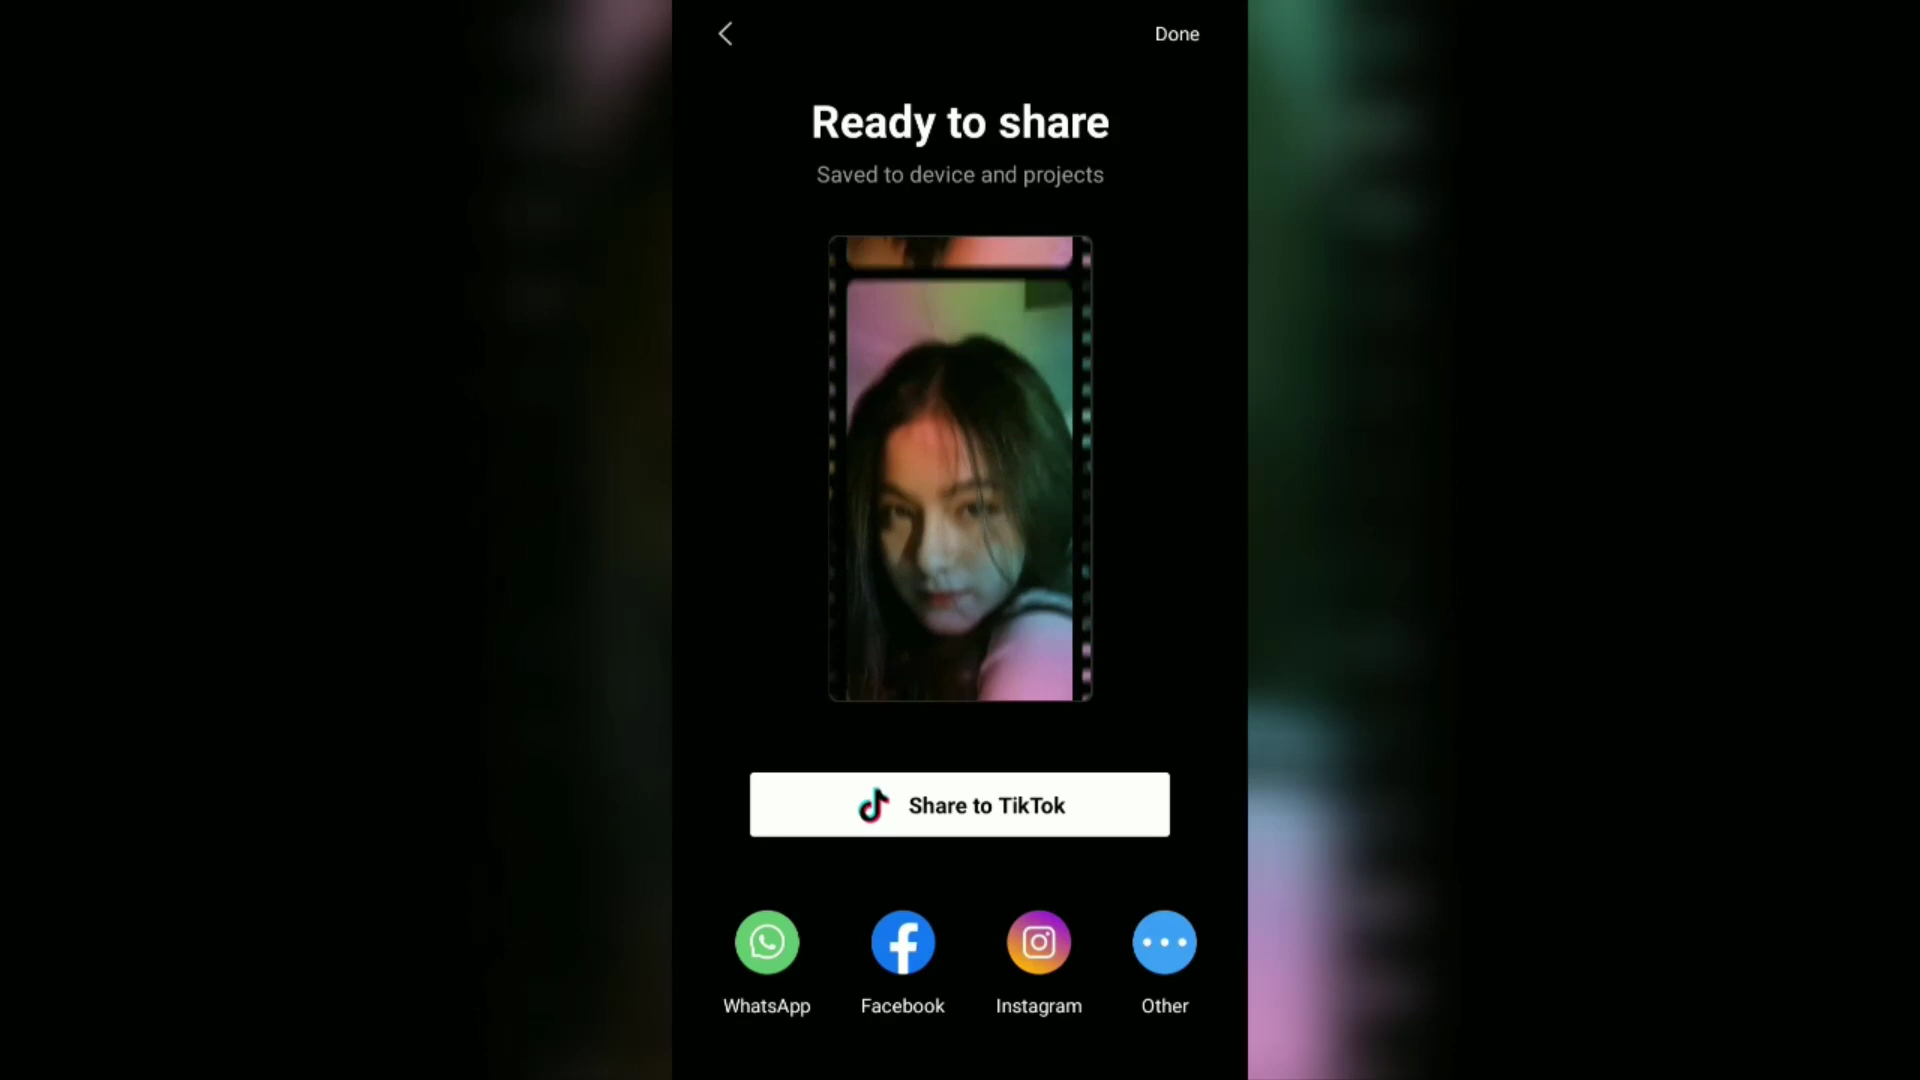 Done
Ready to share
Saved to device and projects
Share to TikTok
WhatsApp
Facebook
Instagram
Other